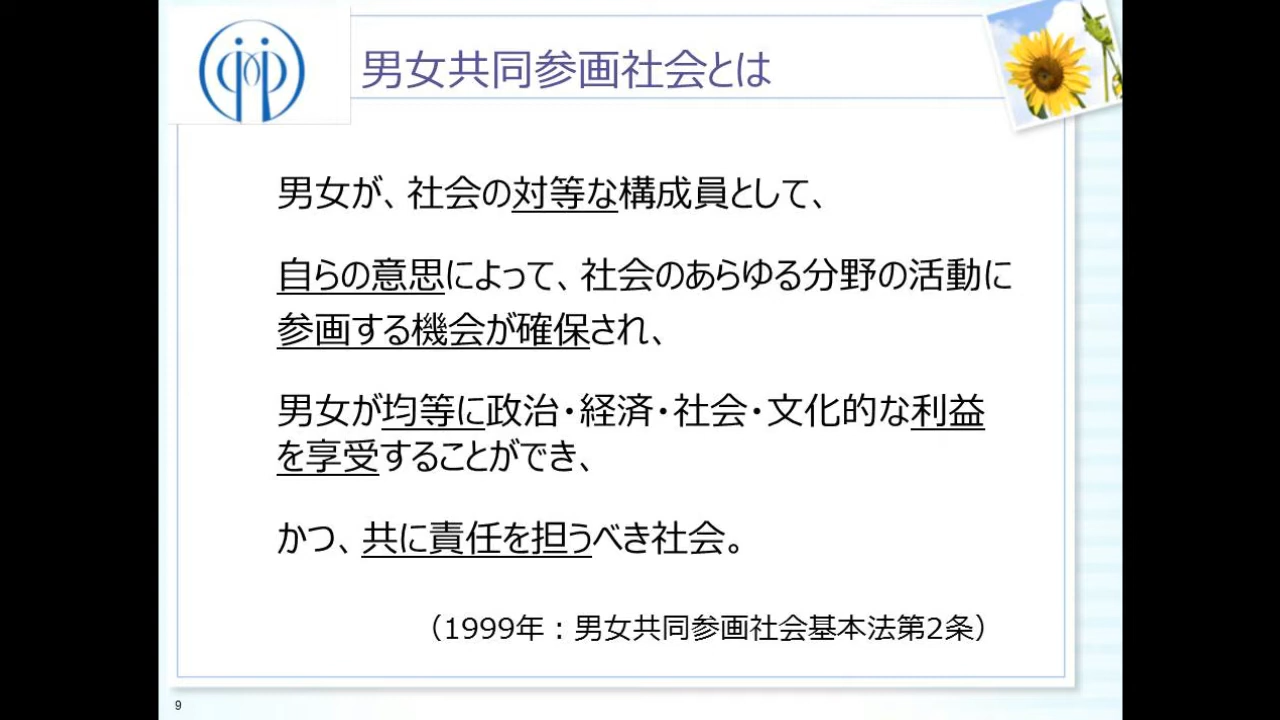 男女共同参画社会とは
男女が、社会の対等な構成員として、
自らの意思によって、社会のあらゆる分野の活動に
参画する機会が確保され、
男女が均等に政治・経済・社会・文化的な利益
を享受することができ、
かつ、共に責任を担うべき社会。
（1999年：男女共同参画社会基本法第2条）
9